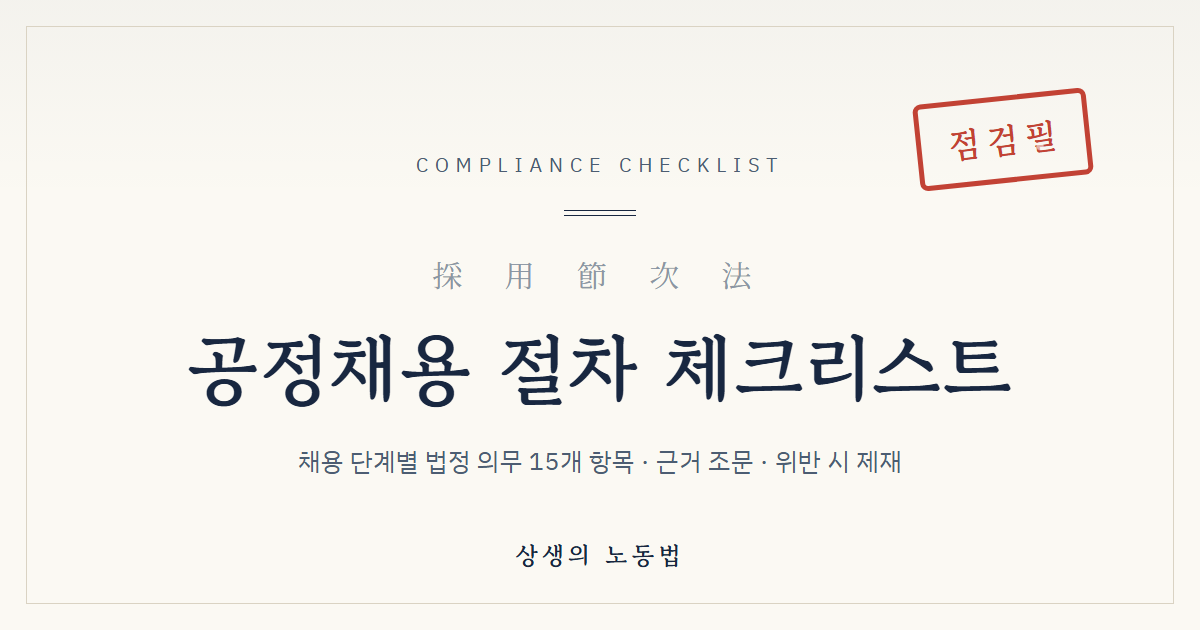 점검필
COMPLIANCE CHECKLIST
採用節次法
공정채용 절차 체크리스트
채용 단계별 법정 의무 15개 항목 · 근거 조문 · 위반 시 제재
상생의 노동법